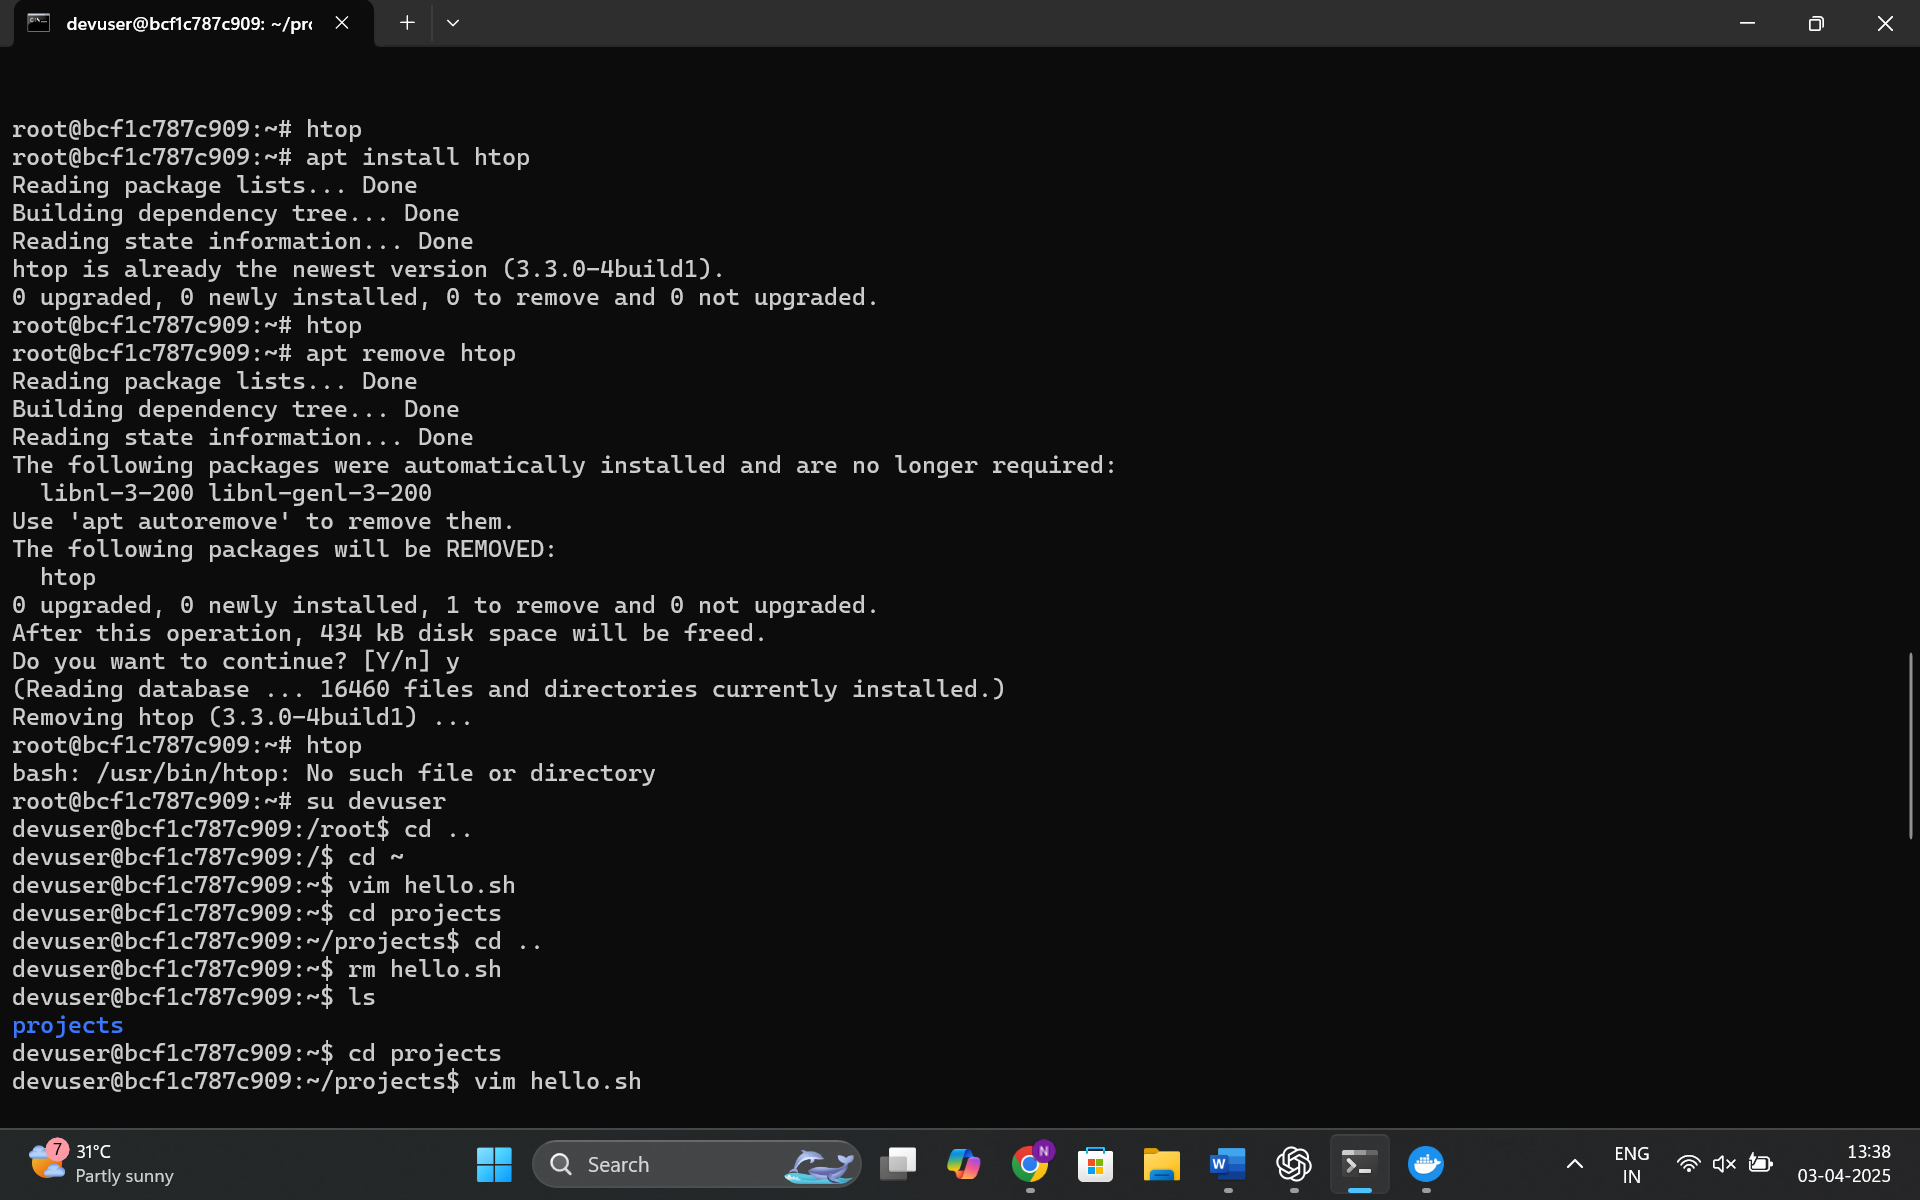 devuser@bcf1c787c909: ~/pro
root@bcf1c787c909:~# htop
root@bcf1c787c909:~# apt install htop
Reading package lists... Done
Building dependency tree... Done
Reading state information... Done
htop is already the newest version (3.3.0-4build1).
0 upgraded, 0 newly installed, 0 to remove and 0 not upgraded.
root@bcf1c787c909:~# htop
root@bcf1c787c909:~# apt remove htop
Reading package lists... Done
Building dependency tree... Done
Reading state information... Done
The following packages were automatically installed and are no longer required:
  libnl-3-200 libnl-genl-3-200
Use 'apt autoremove' to remove them.
The following packages will be REMOVED:
  htop
0 upgraded, 0 newly installed, 1 to remove and 0 not upgraded.
After this operation, 434 kB disk space will be freed.
Do you want to continue? [Y/n] y
(Reading database ... 16460 files and directories currently installed.)
Removing htop (3.3.0-4build1) ...
root@bcf1c787c909:~# htop
bash: /usr/bin/htop: No such file or directory
root@bcf1c787c909:~# su devuser
devuser@bcf1c787c909:/root$ cd ..
devuser@bcf1c787c909:/$ cd ~
devuser@bcf1c787c909:~$ vim hello.sh
devuser@bcf1c787c909:~$ cd projects
devuser@bcf1c787c909:~/projects$ cd ..
devuser@bcf1c787c909:~$ rm hello.sh
devuser@bcf1c787c909:~$ ls
projects
devuser@bcf1c787c909:~$ cd projects
devuser@bcf1c787c909:~/projects$ vim hello.sh
7
31°C
Partly sunny
Search
N
W
ENG
IN
13:38
03-04-2025